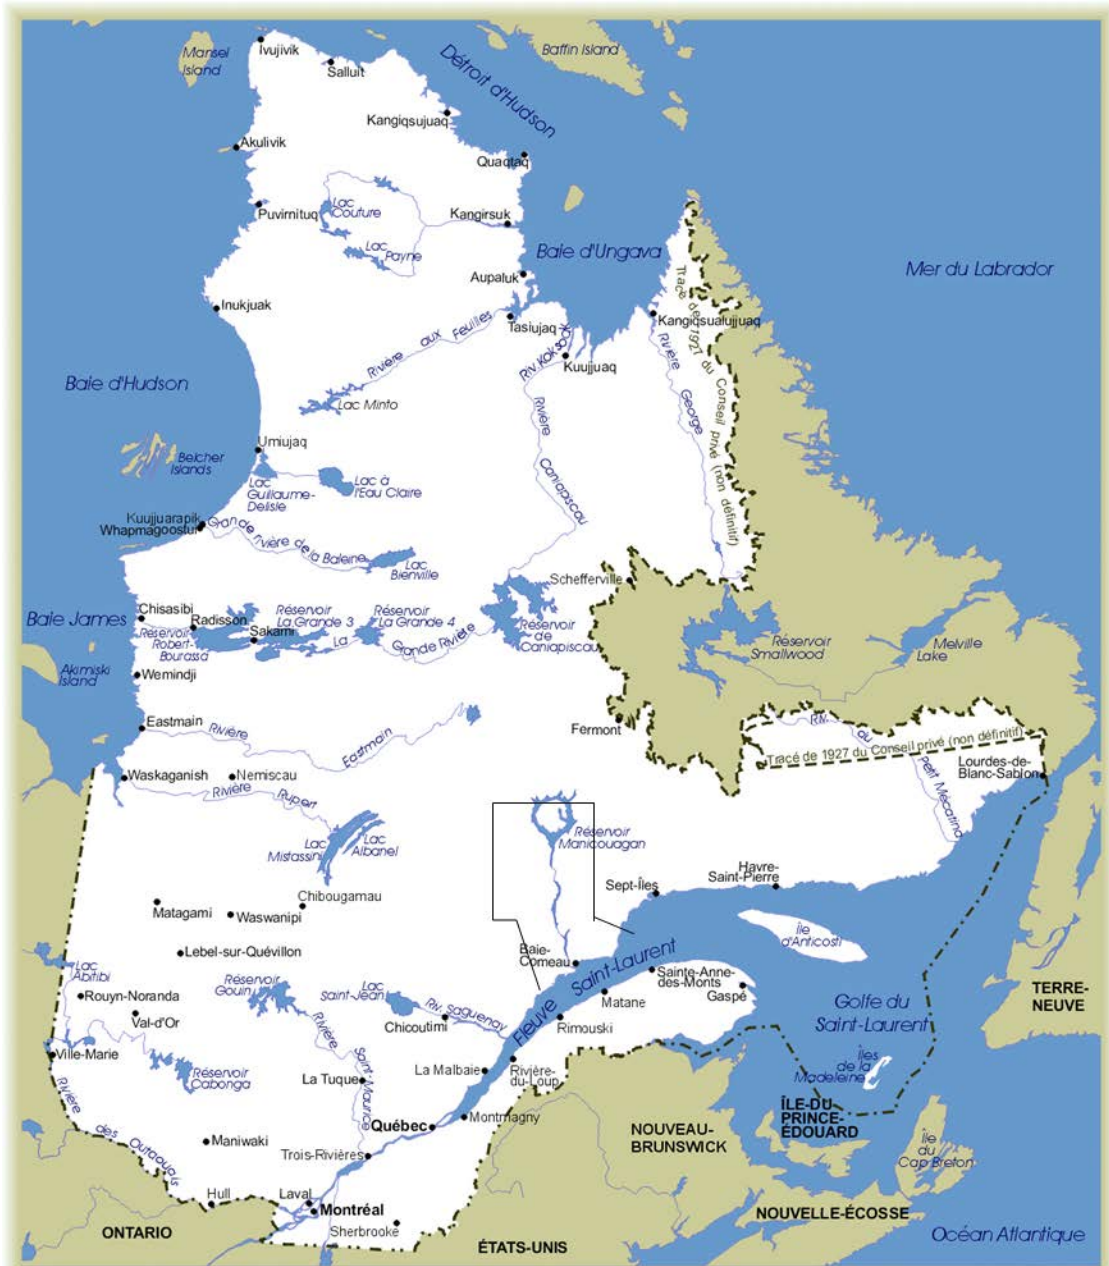 Baffin Island
Mansel
Island
Ivujivik
Salluit
Détroit d'Hudson
Kangiqsujuaq
Akulivik
Quaqtaq
Puvirnituq
Lac
Couture
Kangirsuk
Lac
Payne
Baie d'Ungava
Mer du Labrador
Aupaluk
Inukjuak
Tasiujaq
Kangiqsualujjuaq
Tracé de 1927 du Conseil privé (non définitif)
Rivière aux Feuilles
Riv. Koksoak
Kuujjuaq
Rivière George
Baie d'Hudson
Lac Minto
Rivière Caniapiscau
Umiujaq
Belcher
Islands
Lac
Guillaume-
Delisle
Lac à
l'Eau Claire
Kuujjuarapik
Whapmagoostui
Grande rivière de la Baleine
Lac
Bienville
Schefferville
Baie James
Chisasibi
Radisson
Réservoir
La Grande 3
Réservoir
La Grande 4
Réservoir
Robert-
Bourassa
Sakami
La Grande Rivière
Réservoir
de
Caniapiscau
Réservoir
Smallwood
Melville
Lake
Akimiski
Island
Wemindji
Eastmain
Rivière Eastmain
Fermont
Riv. du Petit Mécatina
Tracé de 1927 du Conseil privé (non définitif)
Lourdes-de-
Blanc-Sablon
Waskaganish
Nemiscau
Rivière Rupert
Lac
Mistassini
Lac
Albanel
Réservoir
Manicouagan
Havre-
Saint-Pierre
Sept-Îles
Chibougamau
Matagami
Waswanipi
Île
d'Anticosti
Lebel-sur-Quévillon
Baie-
Comeau
Fleuve Saint-Laurent
Sainte-Anne-
des-Monts
Gaspé
Lac
Abitibi
Réservoir
Gouin
Lac
Saint-Jean
Riv. Saguenay
Matane
Rouyn-Noranda
Val-d'Or
Chicoutimi
Rimouski
Golfe du
Saint-Laurent
TERRE-
NEUVE
Ville-Marie
Rivière Saint-Maurice
Réservoir
Cabonga
La Tuque
La Malbaie
Rivière-
du-Loup
Îles
de la
Madeleine
Rivière des Outaouais
Québec
Montmagny
ÎLE-DU
PRINCE-
ÉDOUARD
NOUVEAU-
BRUNSWICK
Maniwaki
Trois-Rivières
Île
du
Cap Breton
Hull
Laval
Montréal
Sherbrooke
NOUVELLE-ÉCOSSE
ONTARIO
ÉTATS-UNIS
Océan Atlantique